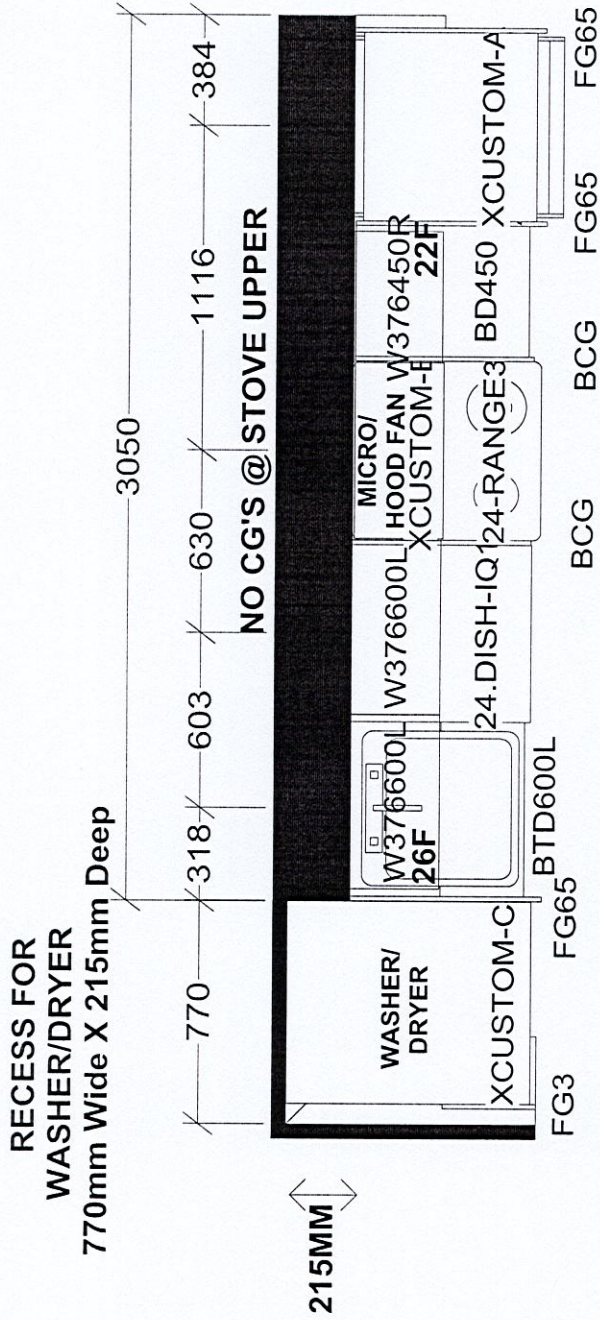 RECESS FOR
WASHER/DRYER
770mm Wide X 215mm Deep
3050
770
318
603
630
1116
384
NO CG'S @ STOVE UPPER
215MM
WASHER/
DRYER
XCUSTOM-C
W376600L
26F
W376600L
MICRO/
HOOD FAN
XCUSTOM-E
W376450R
22F
24.DISH-IQ1
24-RANGE3
BD450
XCUSTOM-A
BTD600L
FG3
FG65
BCG
BCG
FG65
FG65